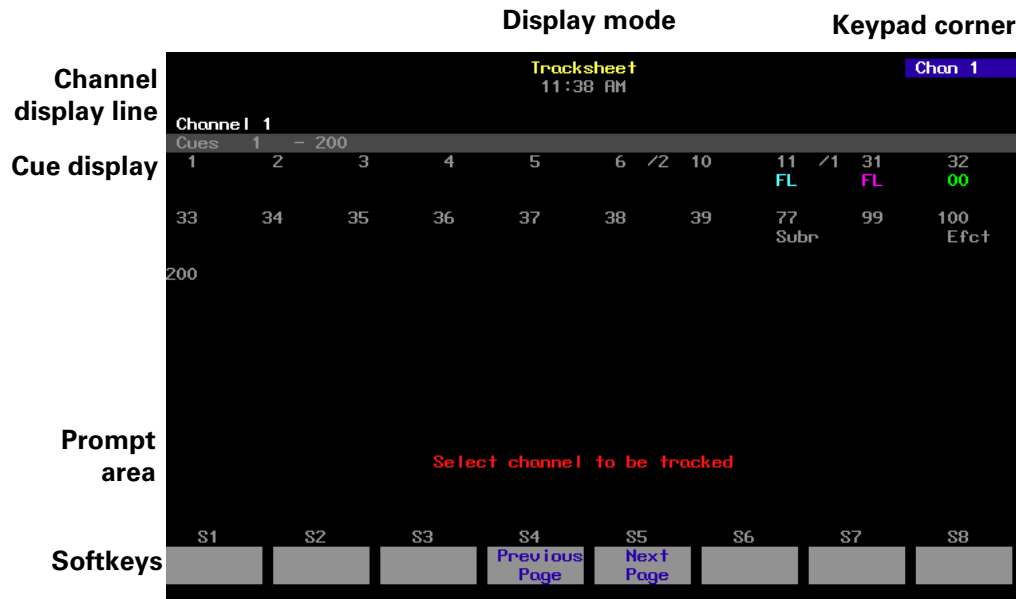 Display mode
Keypad corner
Channel display line
Tracksheet
Chan 1
11:38 AM
Channel 1
Cues 1 - 200
Cue display
1 2 3 4 5 6 /2 10 11 /1 31 32
FL FL 00
33 34 35 36 37 38 39 77 99 100
Subr Efct
200
Prompt area
Select channel to be tracked
S1 S2 S3 S4 S5 S6 S7 S8
Softkeys
Previous Page
Next Page